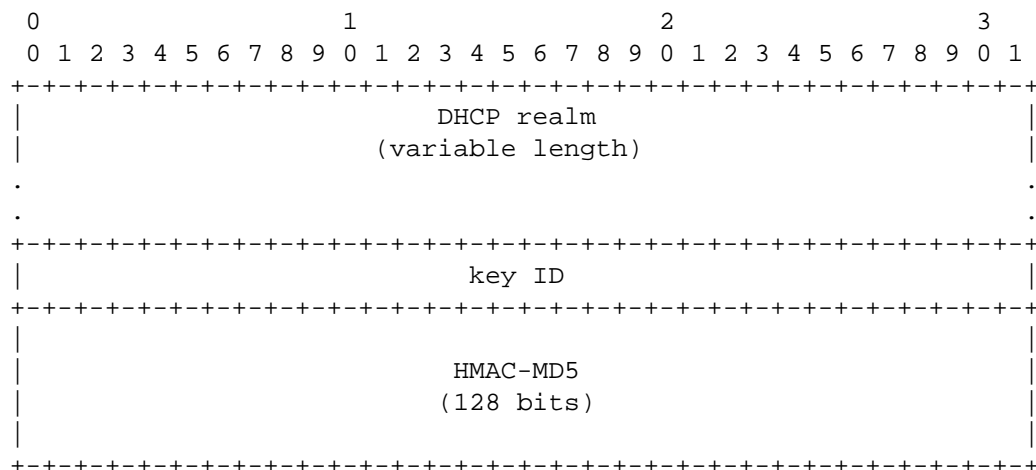 0                   1                   2                   3
 0 1 2 3 4 5 6 7 8 9 0 1 2 3 4 5 6 7 8 9 0 1 2 3 4 5 6 7 8 9 0 1
+-+-+-+-+-+-+-+-+-+-+-+-+-+-+-+-+-+-+-+-+-+-+-+-+-+-+-+-+-+-+-+-+
|                          DHCP realm                           |
|                      (variable length)                        |
.                                                               .
.                                                               .
+-+-+-+-+-+-+-+-+-+-+-+-+-+-+-+-+-+-+-+-+-+-+-+-+-+-+-+-+-+-+-+-+
|                            key ID                             |
+-+-+-+-+-+-+-+-+-+-+-+-+-+-+-+-+-+-+-+-+-+-+-+-+-+-+-+-+-+-+-+-+
|                                                               |
|                           HMAC-MD5                            |
|                          (128 bits)                           |
|                                                               |
+-+-+-+-+-+-+-+-+-+-+-+-+-+-+-+-+-+-+-+-+-+-+-+-+-+-+-+-+-+-+-+-+